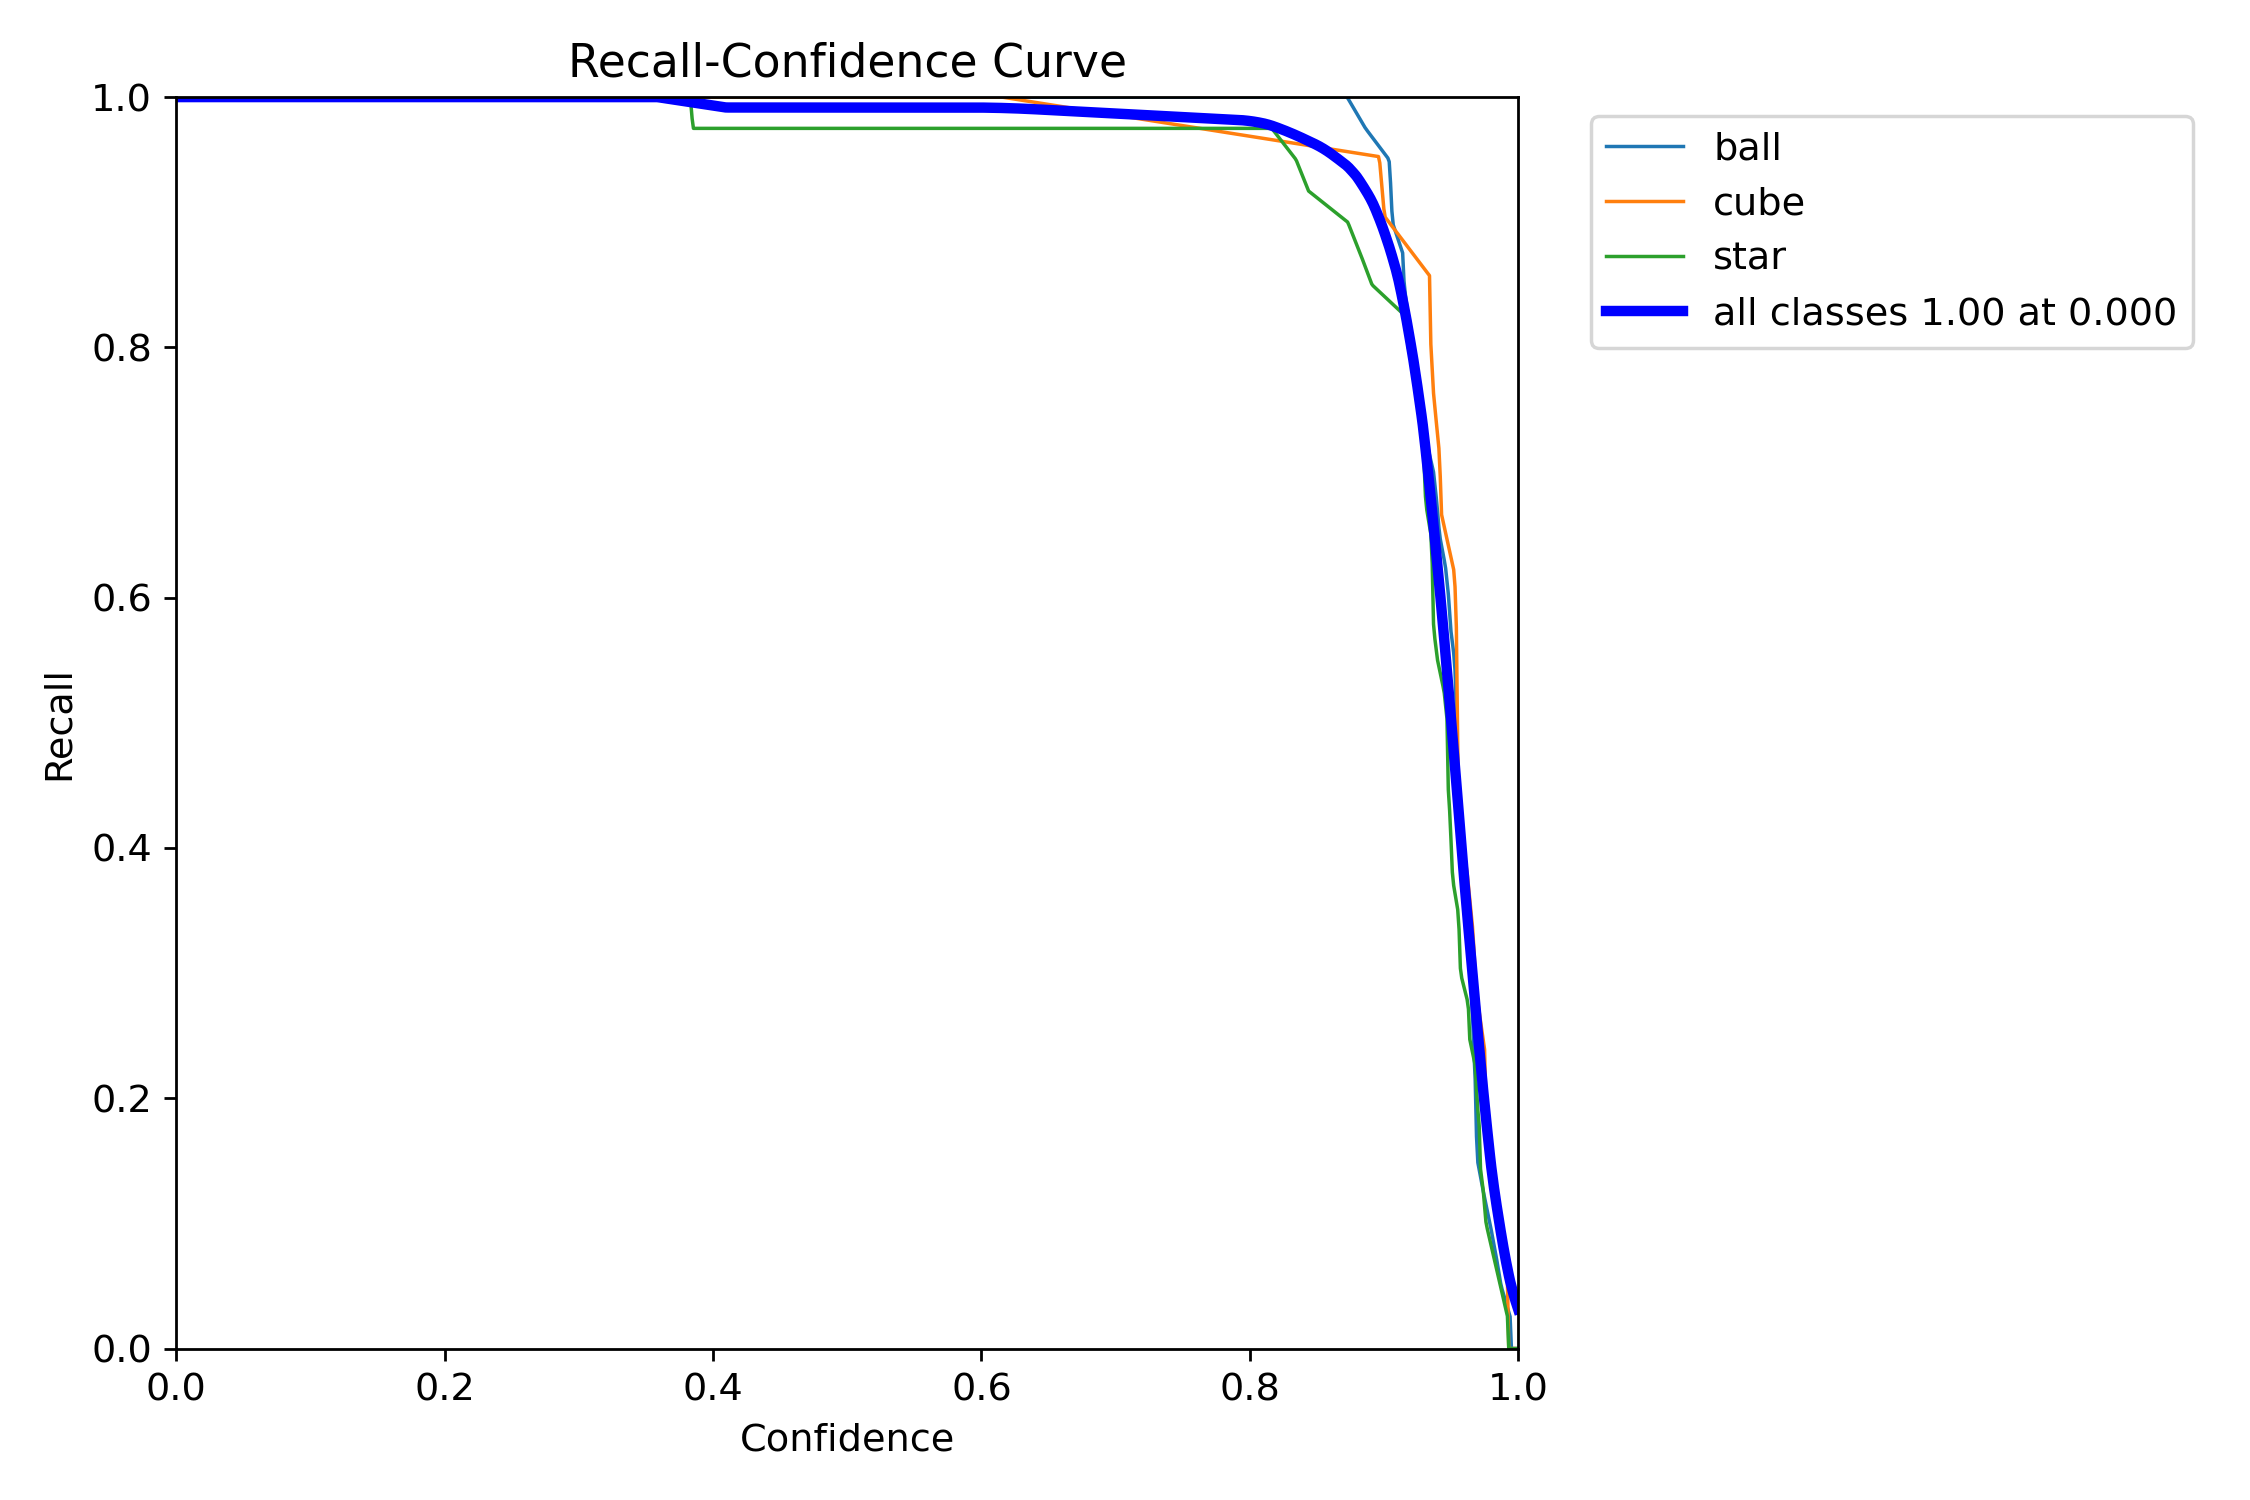 Recall-Confidence Curve
1.0
0.8
0.6
0.4
0.2
0.0
Recall
0.0 0.2 0.4 0.6 0.8 1.0
Confidence
ball
cube
star
all classes 1.00 at 0.000